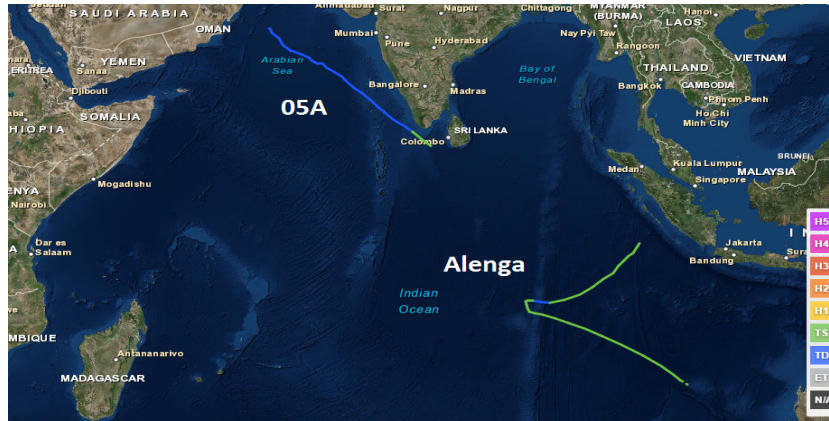 SAUDI ARABIA
OMAN
Ahmadabad
Surat
Nagpur
Chittagong
MYANMAR
(BURMA)
Hanoi
LAOS
Mumbai
Pune
Hyderabad
Nay Pyi Taw
Rangoon
YEMEN
Sanaa
Arabian
Sea
Bay of
Bengal
VIETNAM
THAILAND
ERITREA
Bangalore
Madras
Bangkok
CAMBODIA
Djibouti
Phnom Penh
05A
SOMALIA
Ho Chi
Minh City
HIOPIA
Colombo
SRI LANKA
BRUNEI
Medan
Kuala Lumpur
MALAYSIA
Mogadishu
Singapore
ENYA
Nairobi
H5
IN
Dar es
Salaam
Jakarta
Sura
H4
Bandung
Alenga
H3
Indian
Ocean
H2
H1
MBIQUE
TS
Antananarivo
TD
MADAGASCAR
ET
N/A